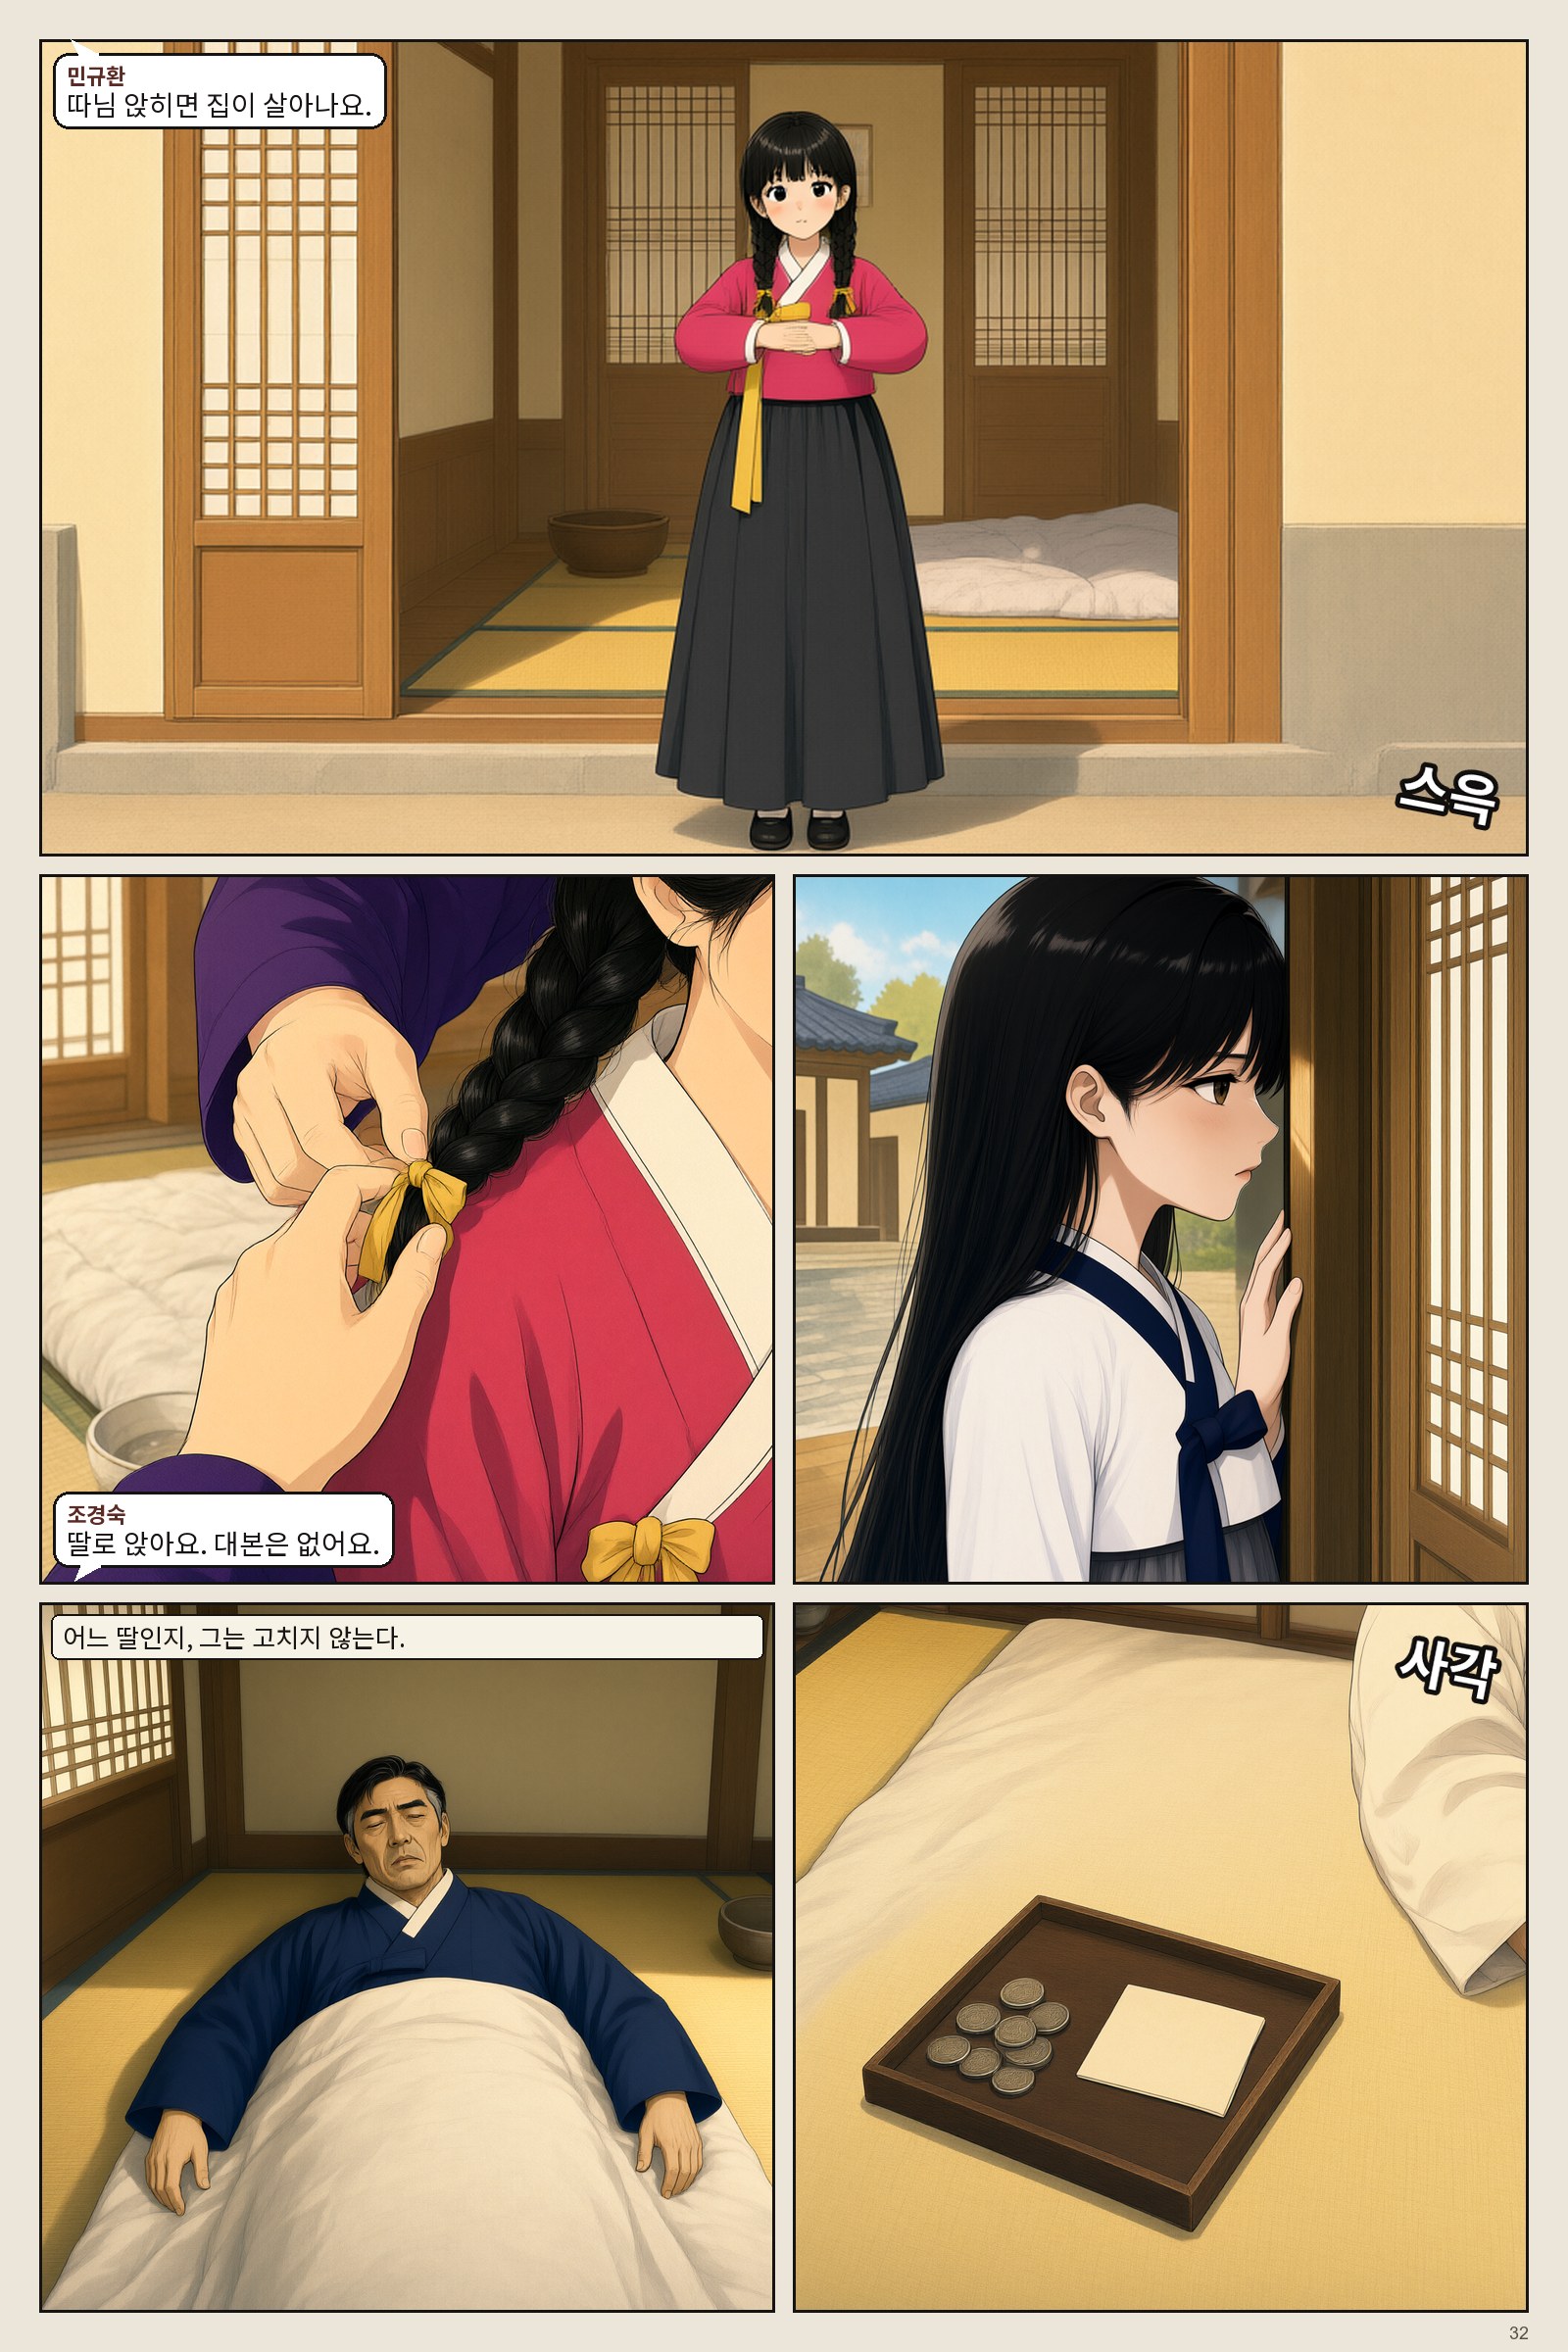 민규환
따님 앉히면 집이 살아나요.
스윽
조경숙
딸로 앉아요. 대본은 없어요.
어느 딸인지, 그는 고치지 않는다.
사각
32